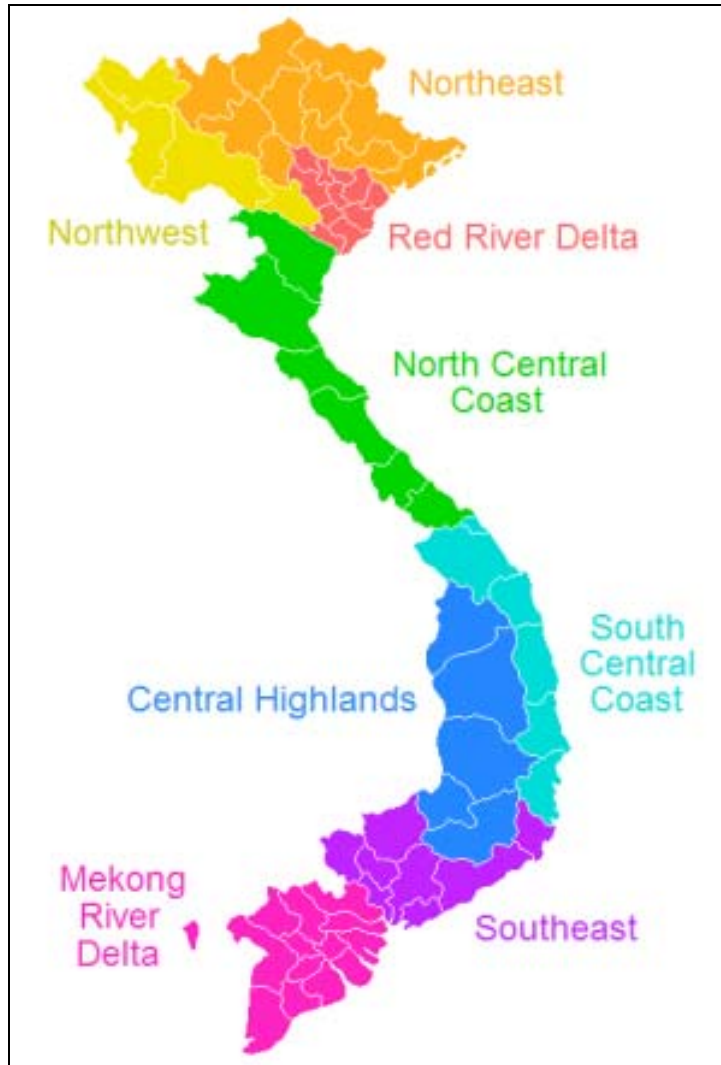 Northeast
Northwest
Red River Delta
North Central
Coast
South
Central
Coast
Central Highlands
Mekong
River
Delta
Southeast